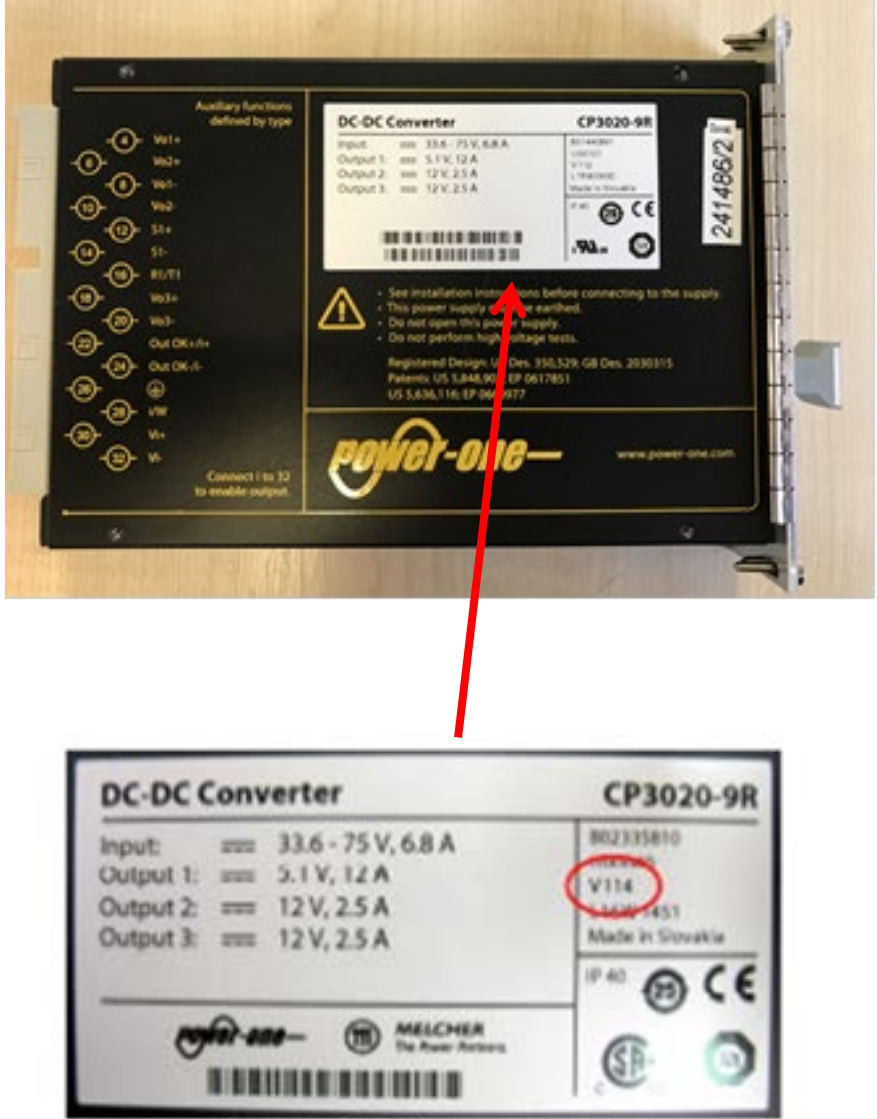 Auxiliary functions
defined by type
4 Vo1+
6 Vo2+
8 Vo1-
10 Vo2-
12 S1+
14 S1-
16 R1/T1
18 Vo3+
20 Vo3-
22 Out OK+/I+
24 Out OK-/I-
26
28 i/W
30 Vi+
32 Vi-
Connect i to 32
to enable output.
DC-DC Converter CP3020-9R
Input: 33.6 - 75 V, 6.8 A
Output 1: 5.1 V, 12 A
Output 2: 12 V, 2.5 A
Output 3: 12 V, 2.5 A
V112
Made in Slovakia
IP 40
CE
241486/2
• See installation instructions before connecting to the supply.
• This power supply be earthed.
• Do not open this power supply.
• Do not perform high voltage tests.
Registered Design: US Des. 350,529; GB Des. 2030315
Patents: US 5,848,90 EP 0617851
US 5,636,116; EP 06 977
power-one
www.power-one.com
DC-DC Converter CP3020-9R
Input: 33.6 - 75 V, 6.8 A
Output 1: 5.1 V, 12 A
Output 2: 12 V, 2.5 A
Output 3: 12 V, 2.5 A
B02335810
V114
1451
Made in Slovakia
IP 40
25 CE
power-one MELCHER
The Power Partners.